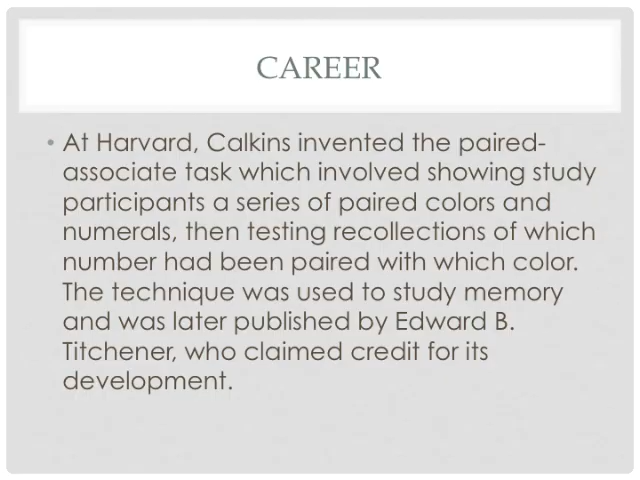 CAREER
• At Harvard, Calkins invented the paired-
associate task which involved showing study
participants a series of paired colors and
numerals, then testing recollections of which
number had been paired with which color.
The technique was used to study memory
and was later published by Edward B.
Titchener, who claimed credit for its
development.